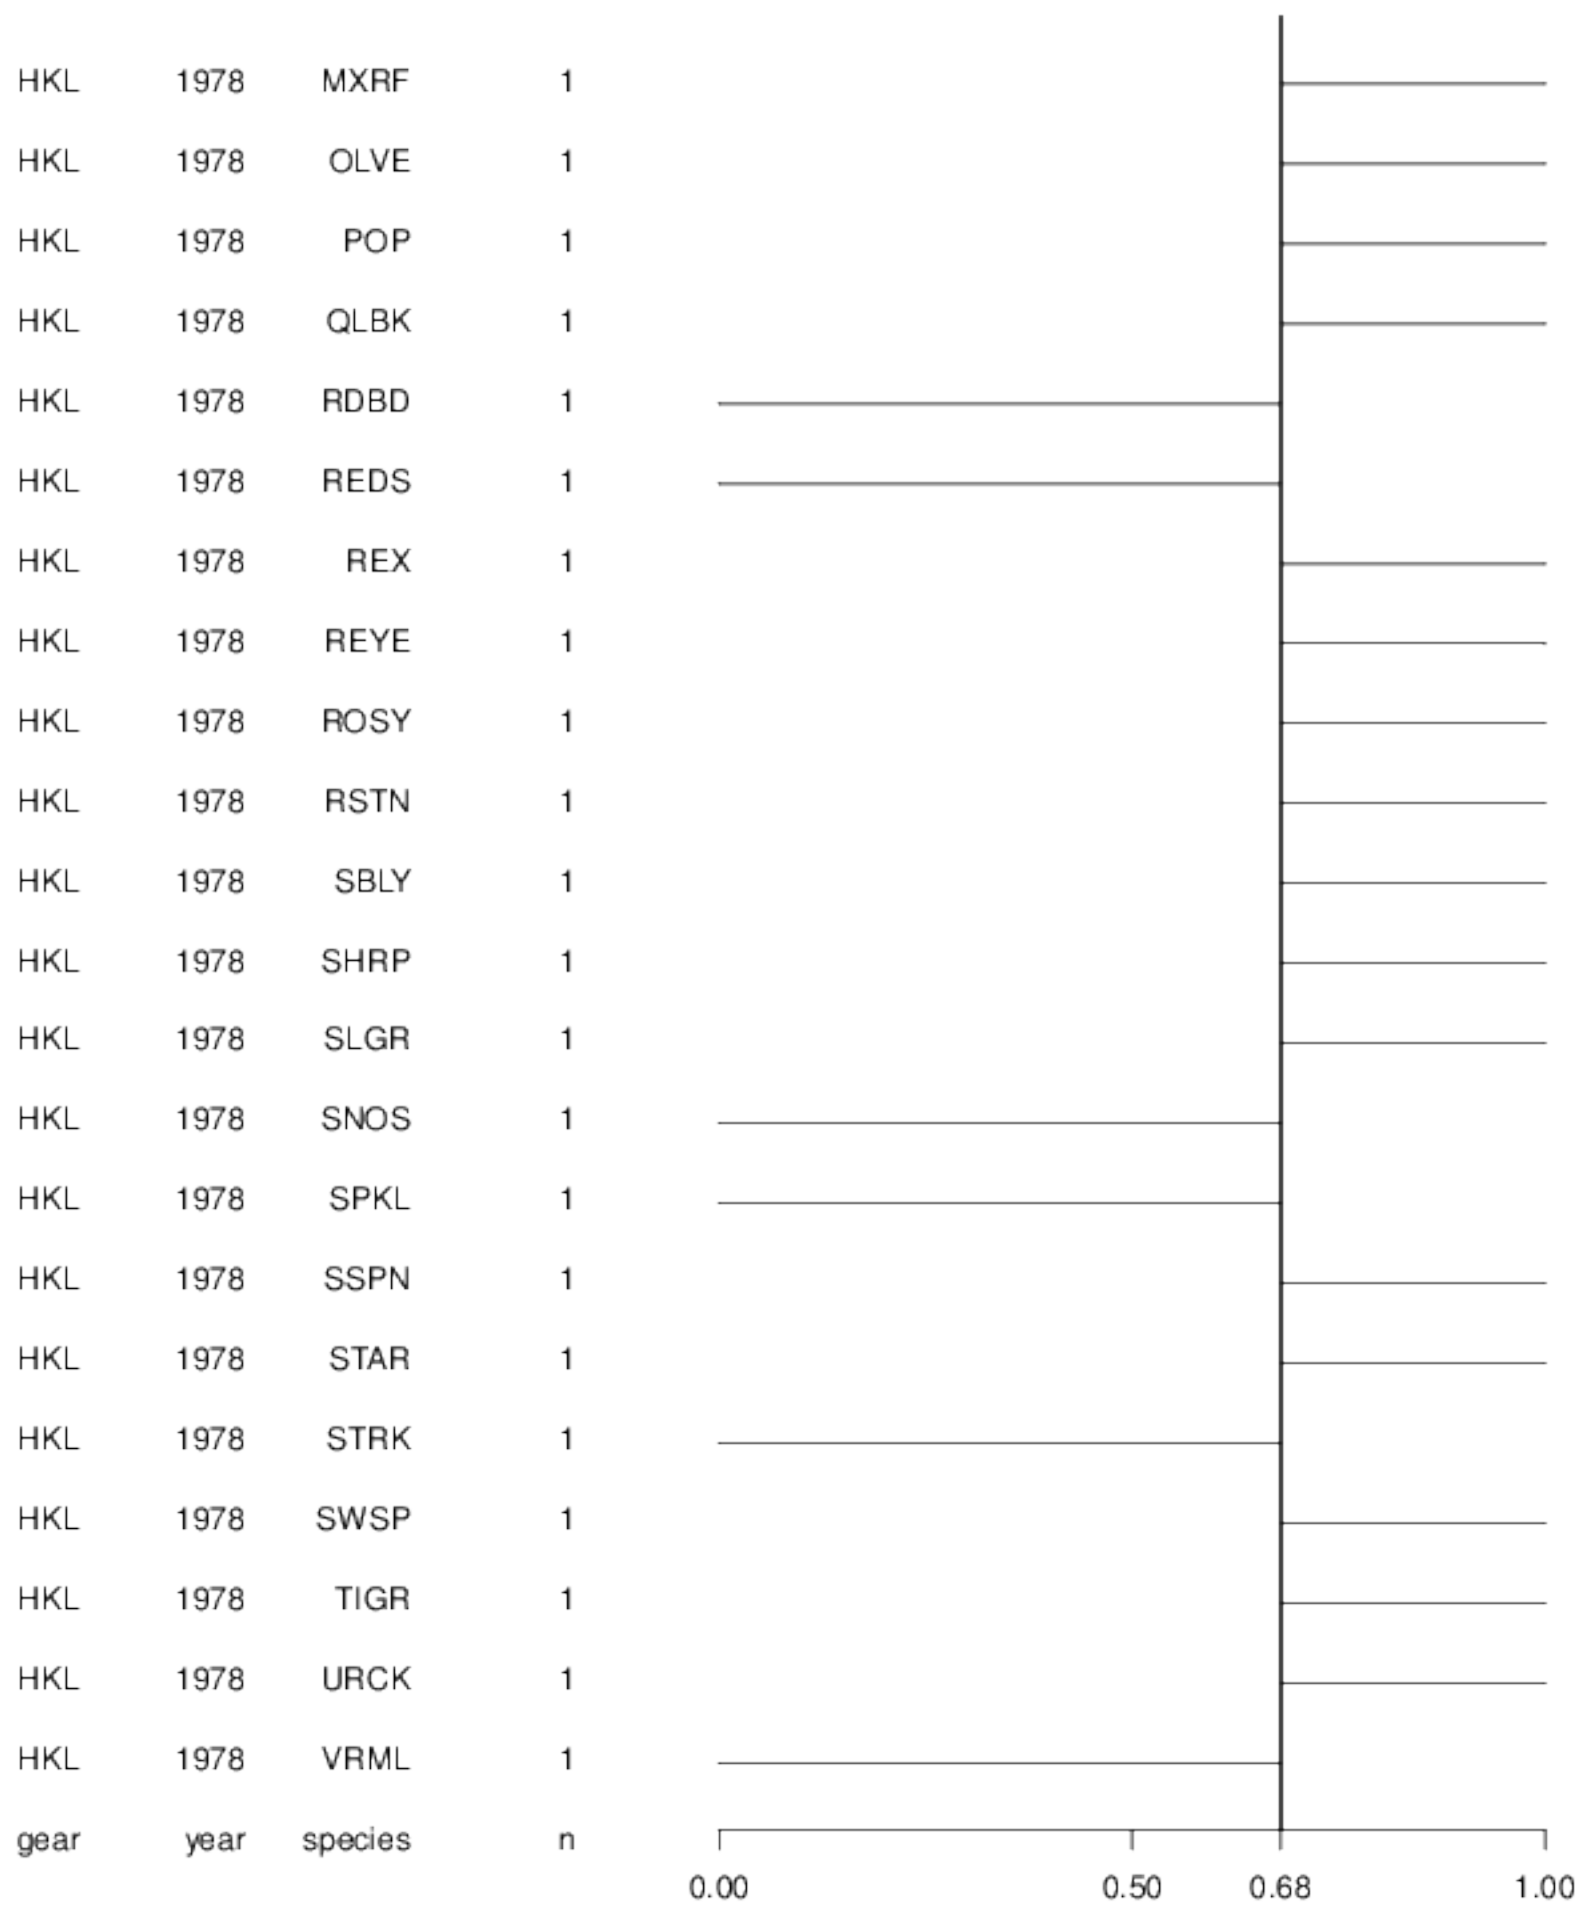 HKL 1978 MXRF 1
HKL 1978 OLVE 1
HKL 1978 POP 1
HKL 1978 QLBK 1
HKL 1978 RDBD 1
HKL 1978 REDS 1
HKL 1978 REX 1
HKL 1978 REYE 1
HKL 1978 ROSY 1
HKL 1978 RSTN 1
HKL 1978 SBLY 1
HKL 1978 SHRP 1
HKL 1978 SLGR 1
HKL 1978 SNOS 1
HKL 1978 SPKL 1
HKL 1978 SSPN 1
HKL 1978 STAR 1
HKL 1978 STRK 1
HKL 1978 SWSP 1
HKL 1978 TIGR 1
HKL 1978 URCK 1
HKL 1978 VRML 1
gear year species n
0.00 0.50 0.68 1.00